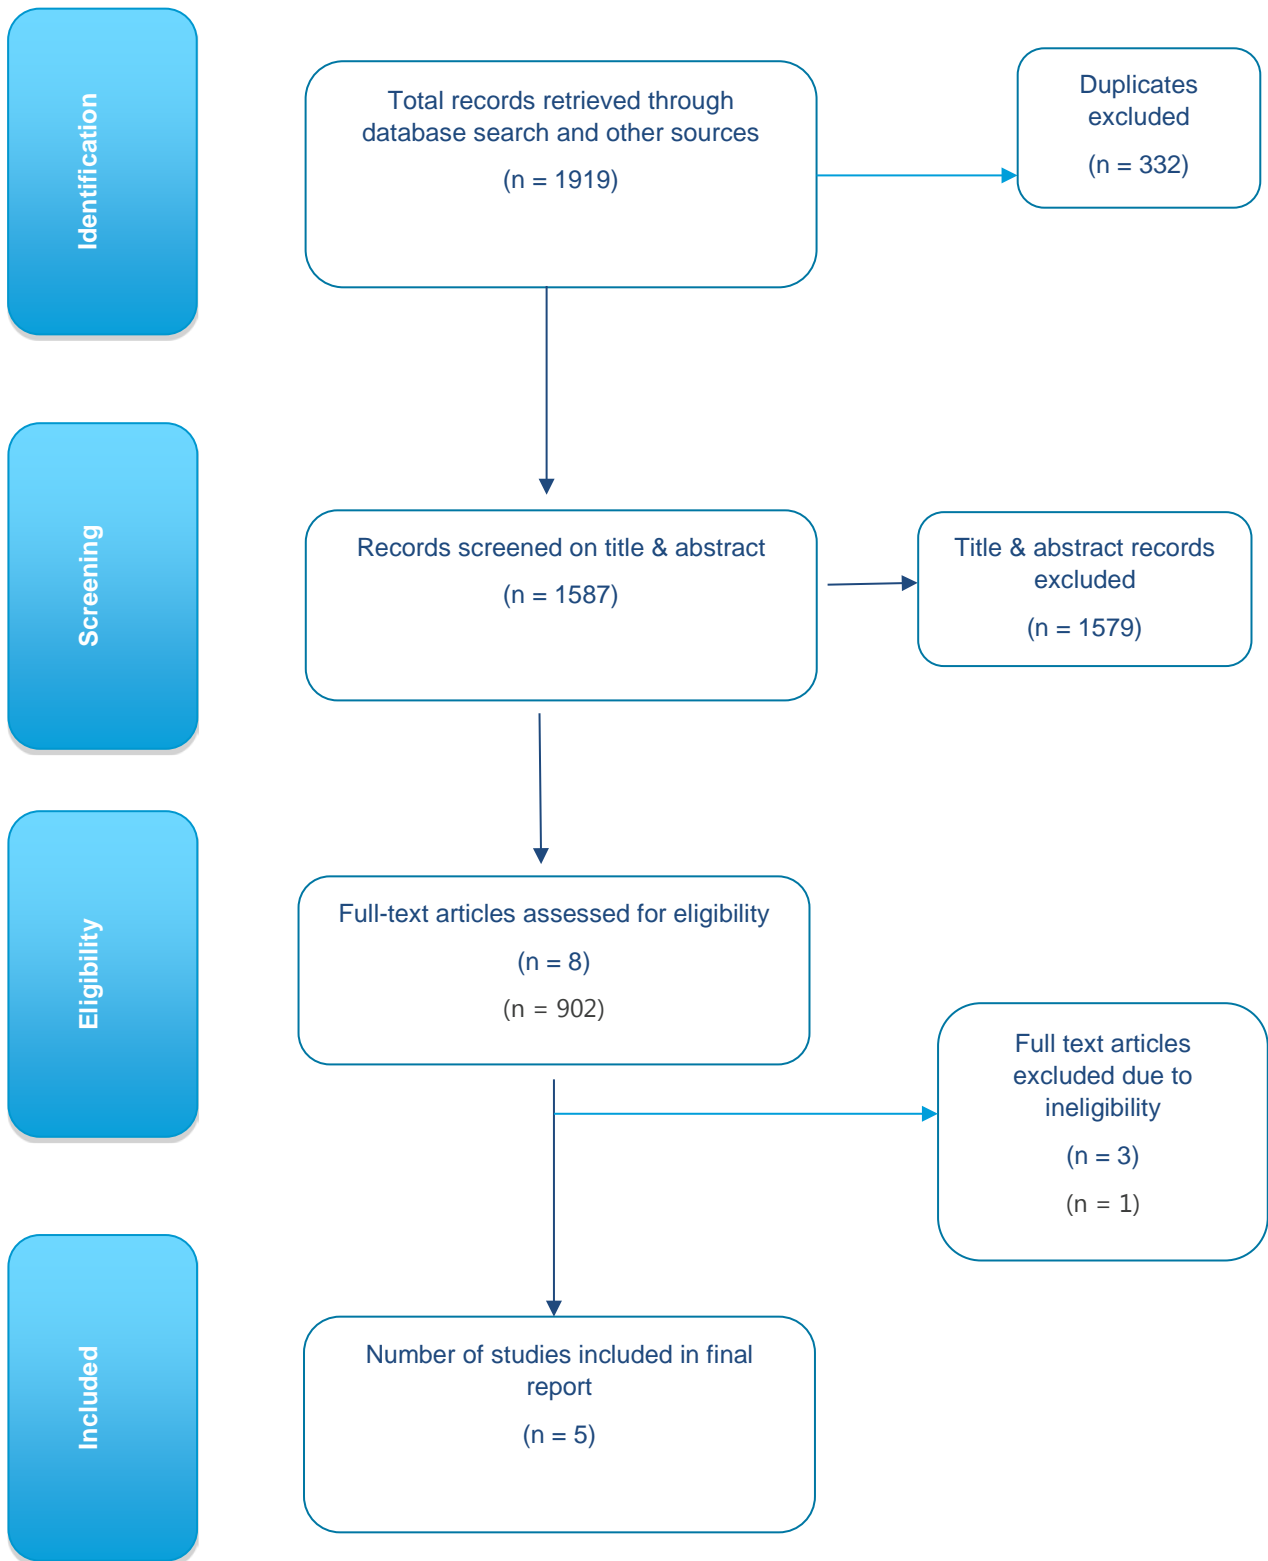 Identification
Total records retrieved through
database search and other sources
(n = 1919)
Duplicates
excluded
(n = 332)
Screening
Records screened on title & abstract
(n = 1587)
Title & abstract records
excluded
(n = 1579)
Eligibility
Full-text articles assessed for eligibility
(n = 8)
(n = 902)
Full text articles
excluded due to
ineligibility
(n = 3)
(n = 1)
Included
Number of studies included in final
report
(n = 5)